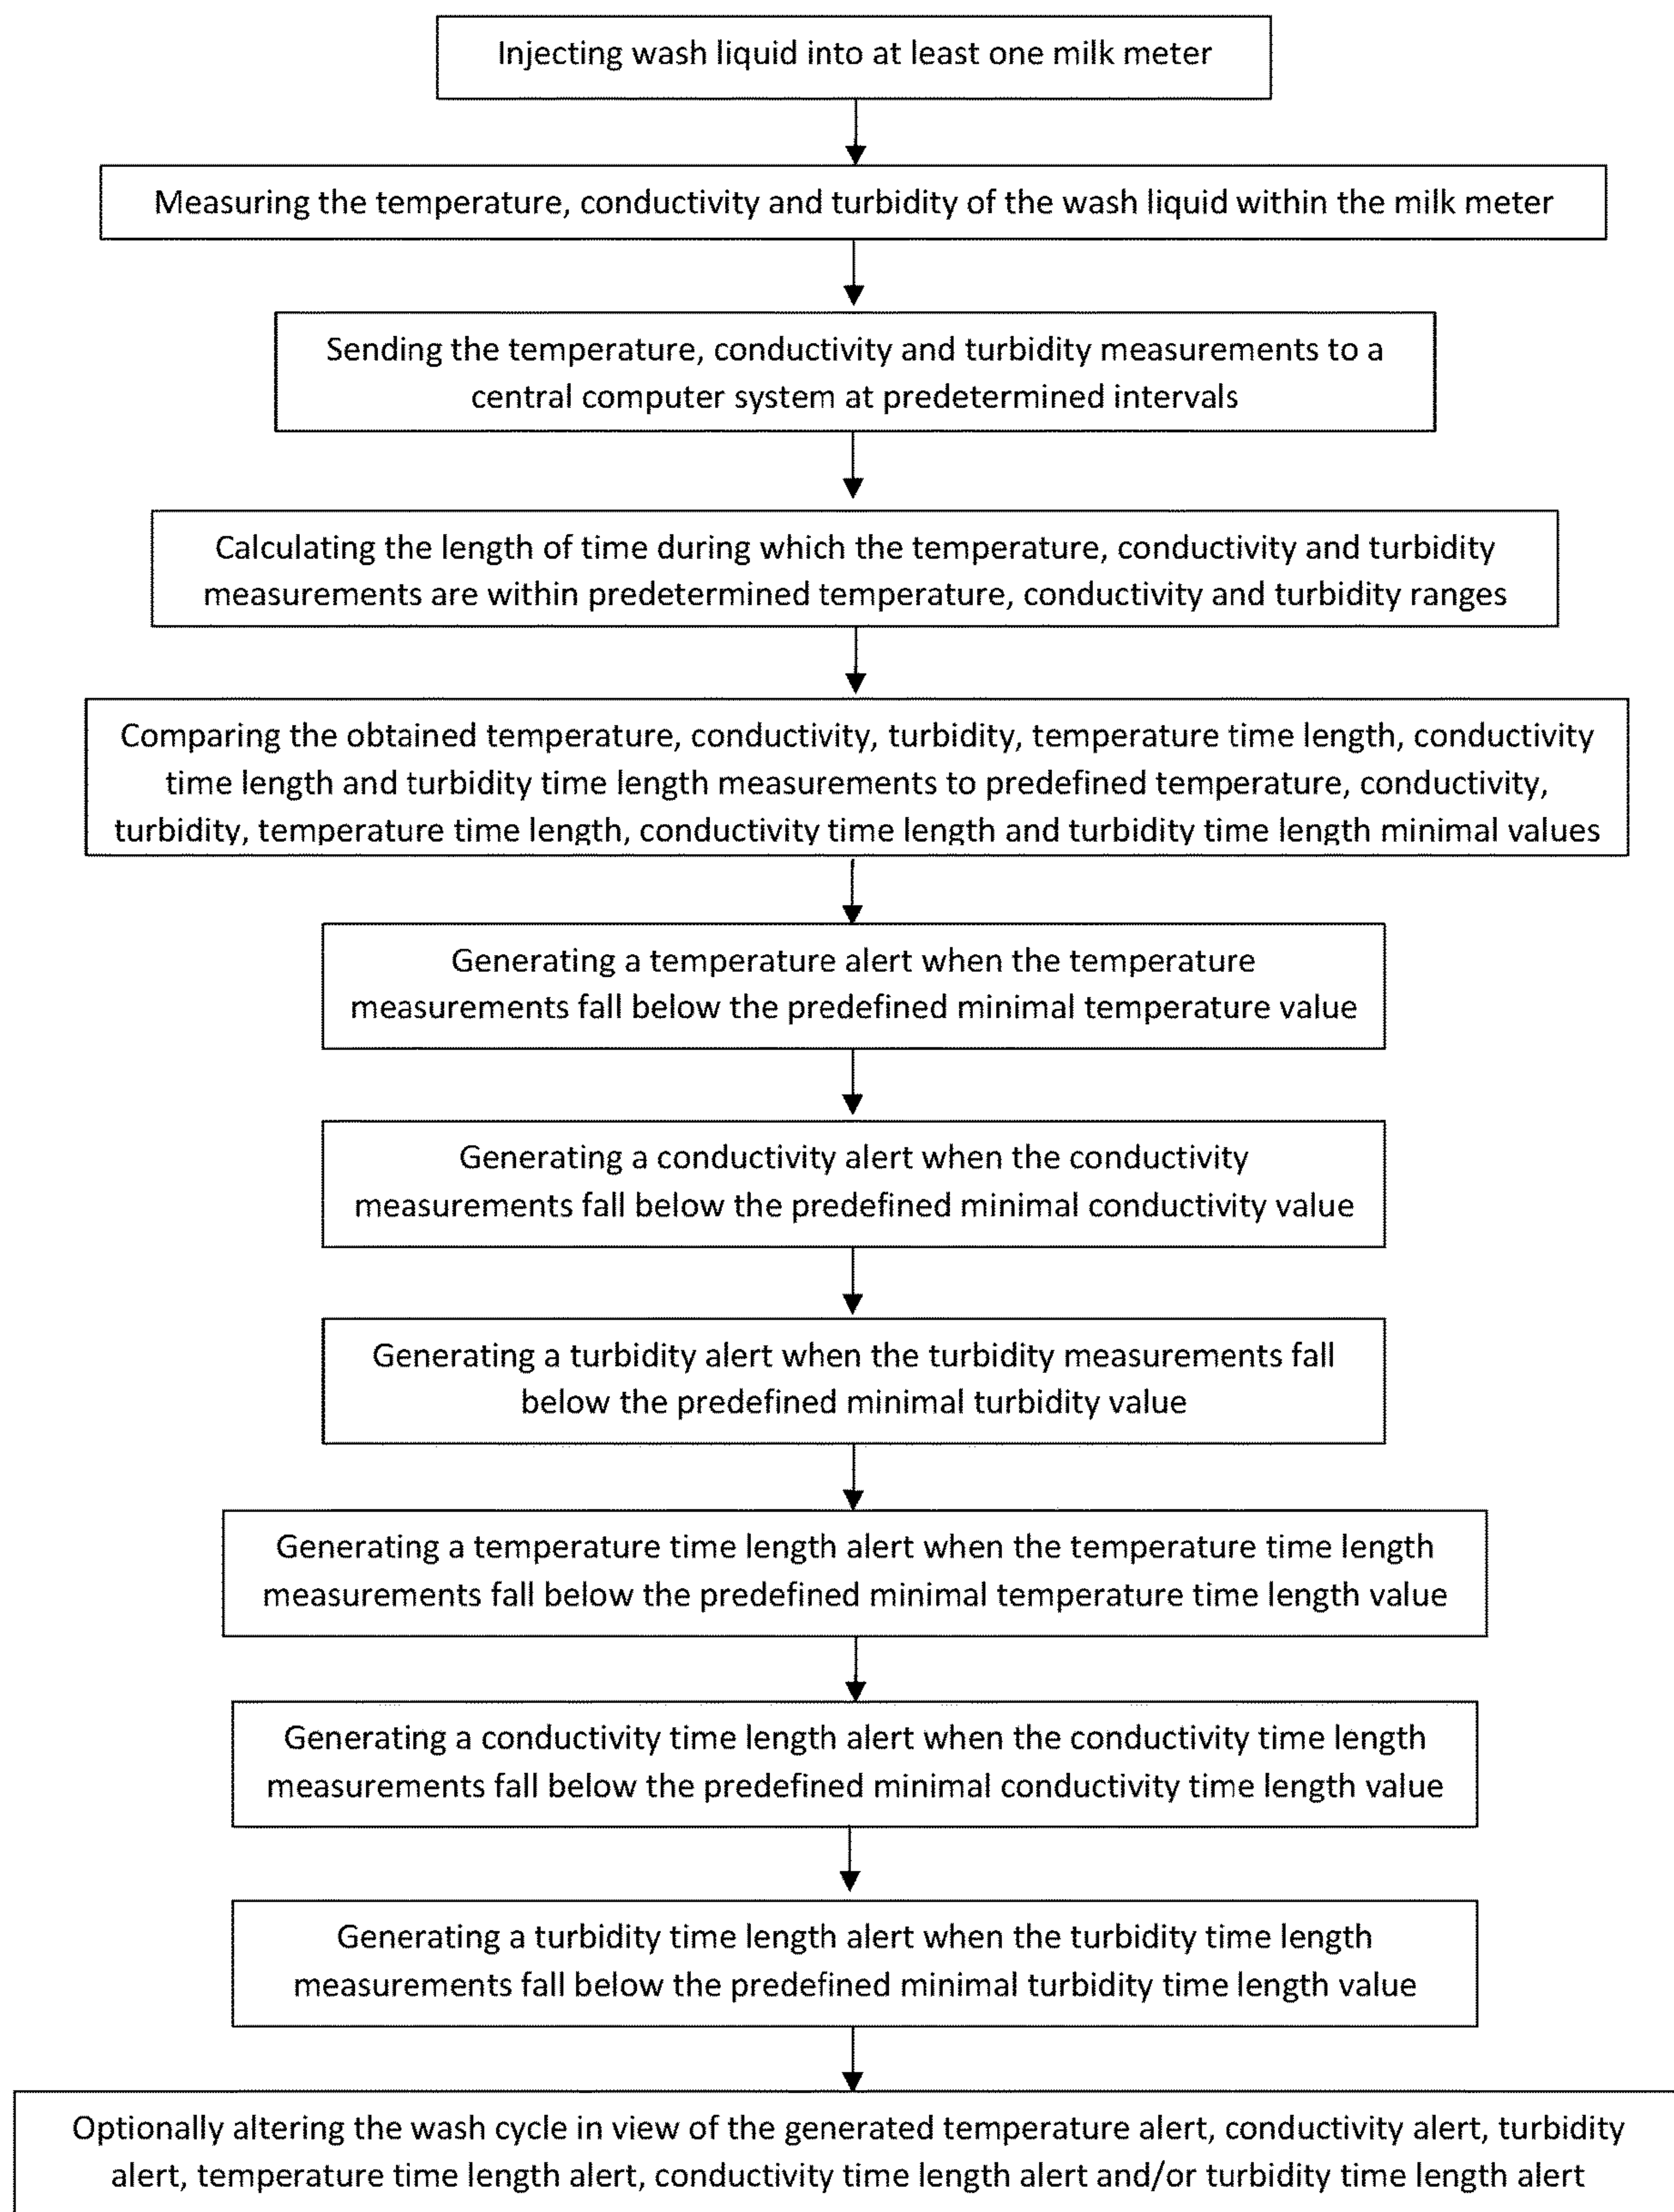 Injecting wash liquid into at least one milk meter
Measuring the temperature, conductivity and turbidity of the wash liquid within the milk meter
Sending the temperature, conductivity and turbidity measurements to a
central computer system at predetermined intervals
Calculating the length of time during which the temperature, conductivity and turbidity
measurements are within predetermined temperature, conductivity and turbidity ranges
Comparing the obtained temperature, conductivity, turbidity, temperature time length, conductivity
time length and turbidity time length measurements to predefined temperature, conductivity,
turbidity, temperature time length, conductivity time length and turbidity time length minimal values
Generating a temperature alert when the temperature
measurements fall below the predefined minimal temperature value
Generating a conductivity alert when the conductivity
measurements fall below the predefined minimal conductivity value
Generating a turbidity alert when the turbidity measurements fall
below the predefined minimal turbidity value
Generating a temperature time length alert when the temperature time length
measurements fall below the predefined minimal temperature time length value
Generating a conductivity time length alert when the conductivity time length
measurements fall below the predefined minimal conductivity time length value
Generating a turbidity time length alert when the turbidity time length
measurements fall below the predefined minimal turbidity time length value
Optionally altering the wash cycle in view of the generated temperature alert, conductivity alert, turbidity
alert, temperature time length alert, conductivity time length alert and/or turbidity time length alert